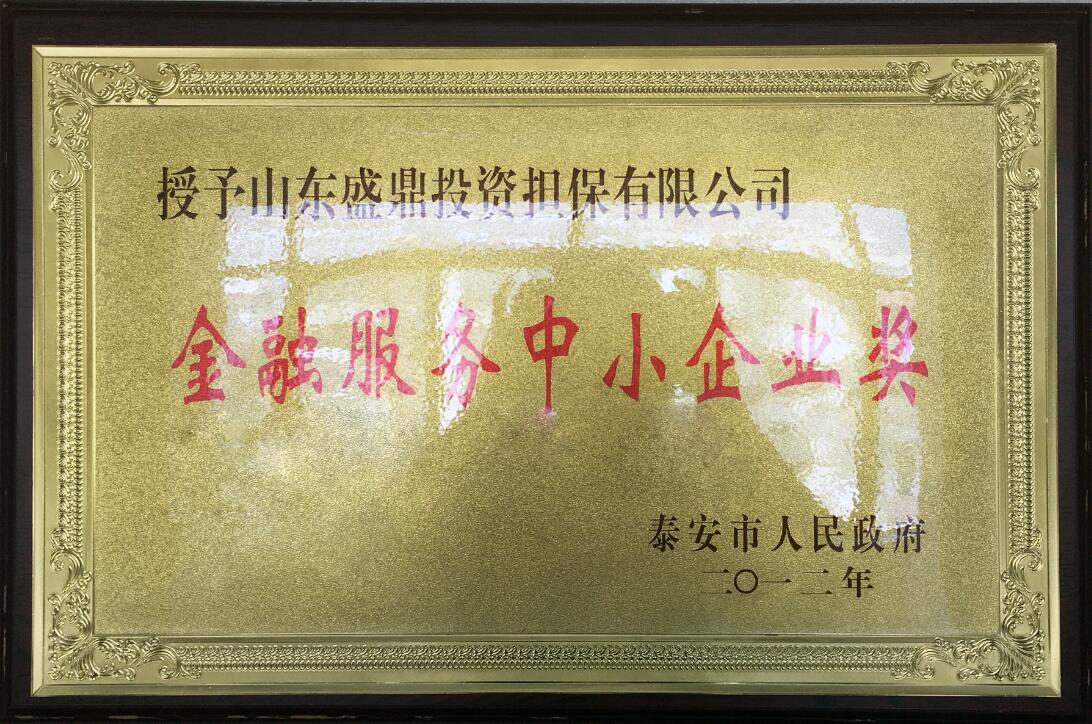 授予山东盛鼎投资担保有限公司
金融服务中小企业奖
泰安市人民政府
二〇一二年